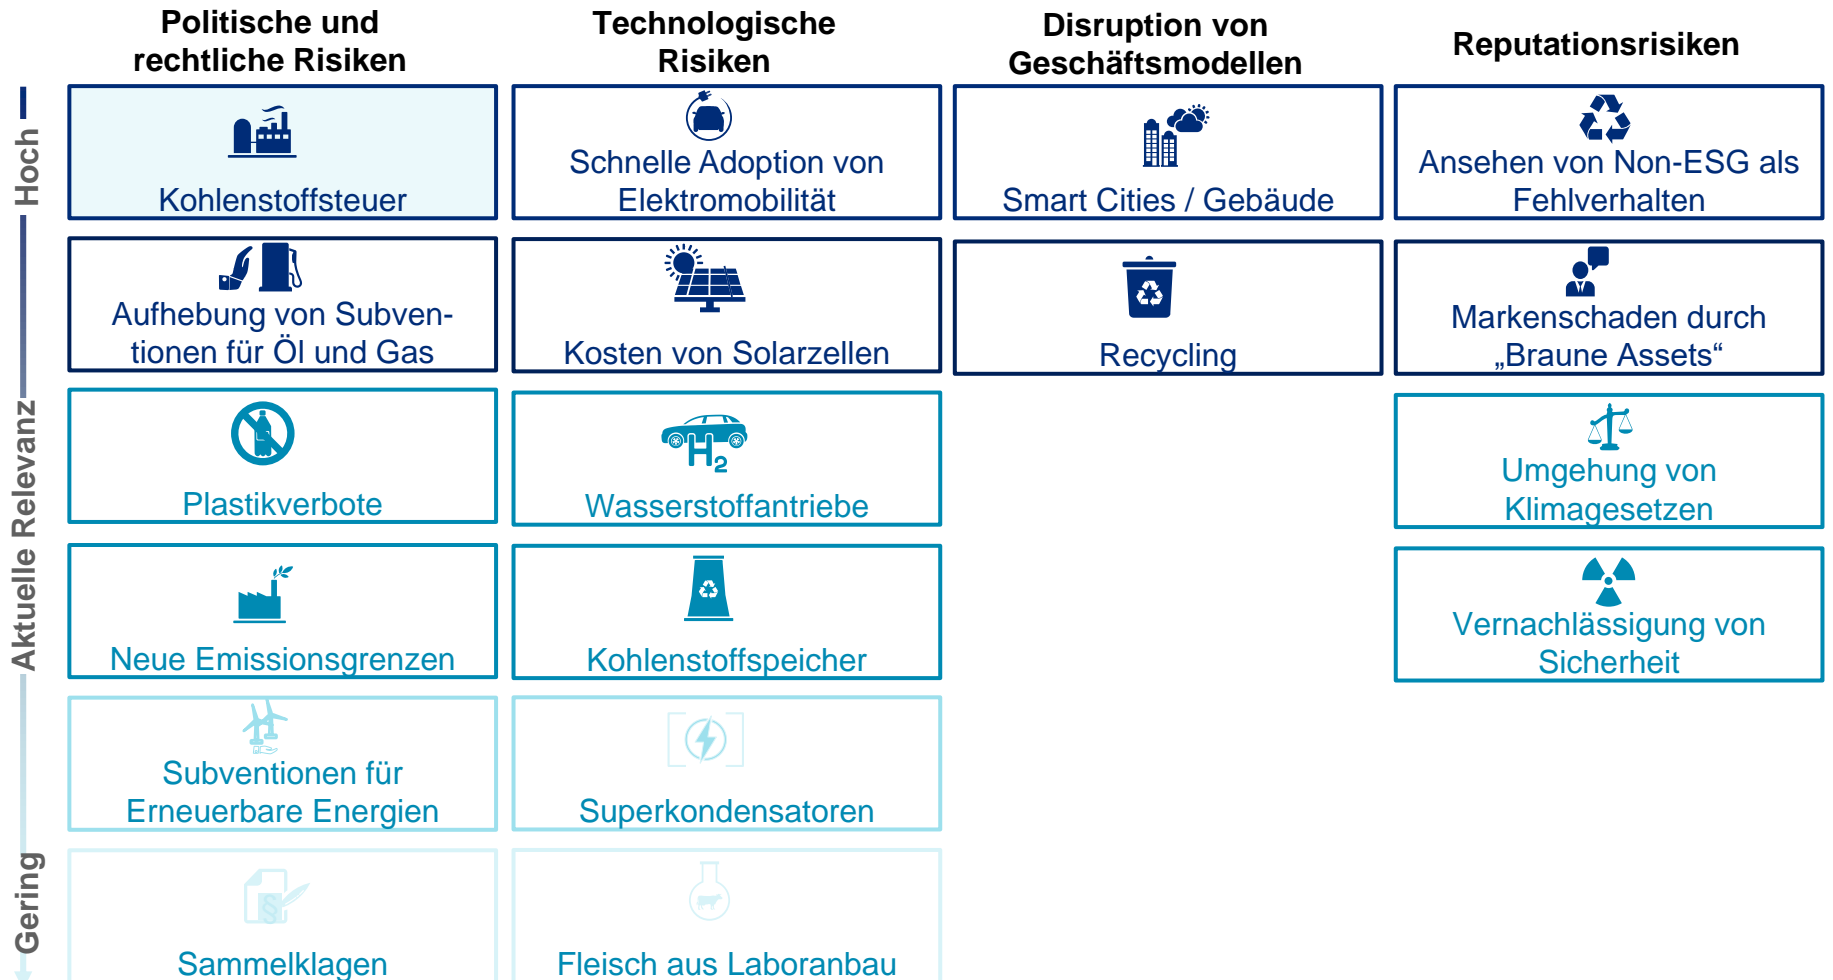 Politische und
rechtliche Risiken
Technologische
Risiken
Disruption von
Geschäftsmodellen
Reputationsrisiken
Hoch
Aktuelle Relevanz
Gering
Kohlenstoffsteuer
Schnelle Adoption von
Elektromobilität
Smart Cities / Gebäude
Ansehen von Non-ESG als
Fehlverhalten
Aufhebung von Subven-
tionen für Öl und Gas
Kosten von Solarzellen
Recycling
Markenschaden durch
„Braune Assets“
Plastikverbote
H2
Wasserstoffantriebe
Umgehung von
Klimagesetzen
Neue Emissionsgrenzen
Kohlenstoffspeicher
Vernachlässigung von
Sicherheit
Subventionen für
Erneuerbare Energien
Superkondensatoren
§
Sammelklagen
Fleisch aus Laboranbau